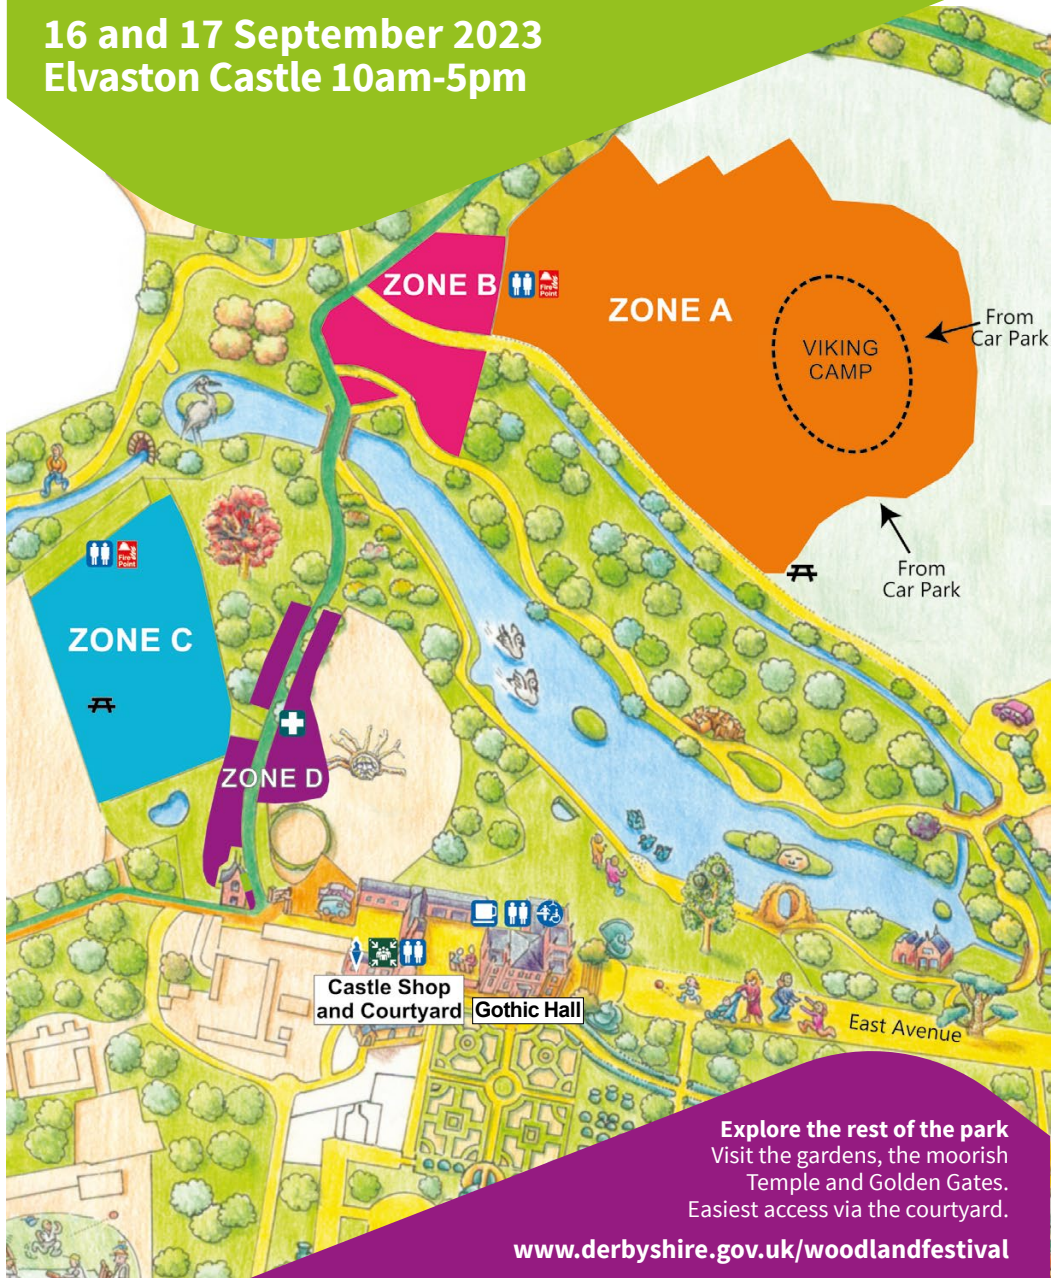 16 and 17 September 2023
Elvaston Castle 10am-5pm
ZONE B
Fire
Point
ZONE A
From
Car Park
VIKING
CAMP
Fire
Point
From
Car Park
ZONE C
ZONE D
Castle Shop
and Courtyard
Gothic Hall
East Avenue
Explore the rest of the park
Visit the gardens, the moorish
Temple and Golden Gates.
Easiest access via the courtyard.
www.derbyshire.gov.uk/woodlandfestival